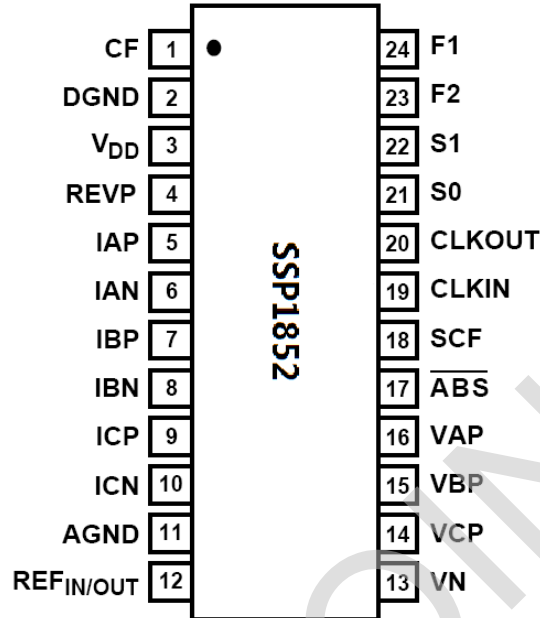 CF 1 24 F1
DGND 2 23 F2
VDD 3 22 S1
REVP 4 21 S0
IAP 5 20 CLKOUT
IAN 6 19 CLKIN
IBP 7 18 SCF
IBN 8 17 ABS
ICP 9 16 VAP
ICN 10 15 VBP
AGND 11 14 VCP
REFIN/OUT 12 13 VN
SSP1852